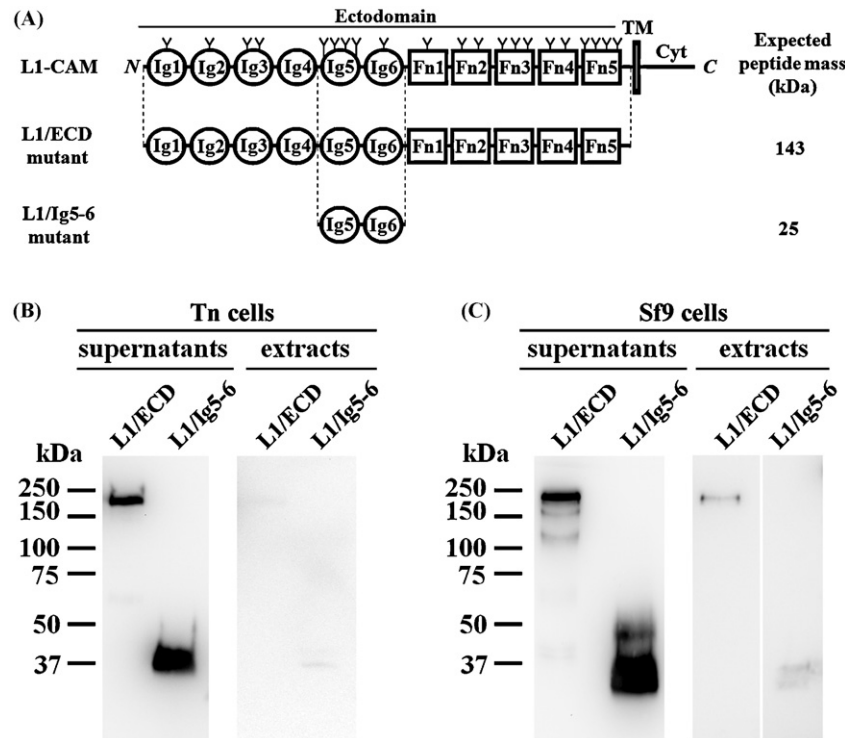 (A)
Ectodomain
TM
Cyt
Expected
peptide mass
(kDa)
L1-CAM
N Ig1 Ig2 Ig3 Ig4 Ig5 Ig6 Fn1 Fn2 Fn3 Fn4 Fn5 C
Y Y Y Y Y Y Y Y Y Y Y Y Y Y Y Y Y Y Y Y Y Y
L1/ECD
mutant
Ig1 Ig2 Ig3 Ig4 Ig5 Ig6 Fn1 Fn2 Fn3 Fn4 Fn5
143
L1/Ig5-6
mutant
Ig5 Ig6
25
(B)
Tn cells
supernatants extracts
L1/ECD L1/Ig5-6 L1/ECD L1/Ig5-6
kDa
250
150
100
75
50
37
(C)
Sf9 cells
supernatants extracts
L1/ECD L1/Ig5-6 L1/ECD L1/Ig5-6
kDa
250
150
100
75
50
37